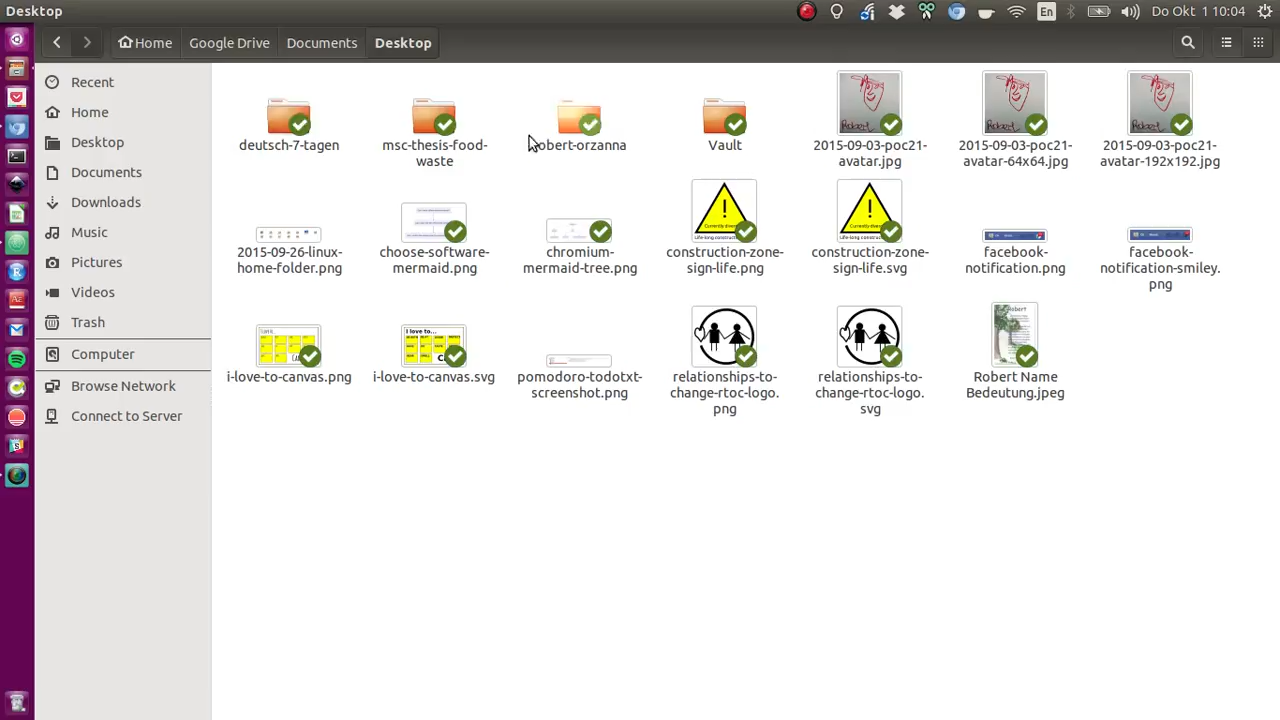 Desktop
En
Do Okt 1 10:04
Home
Google Drive
Documents
Desktop
Recent
Home
Desktop
Documents
Downloads
Music
Pictures
Videos
Trash
Computer
Browse Network
Connect to Server
deutsch-7-tagen
msc-thesis-food-
waste
obert-orzanna
Vault
2015-09-03-poc21-
avatar.jpg
2015-09-03-poc21-
avatar-64x64.jpg
2015-09-03-poc21-
avatar-192x192.jpg
2015-09-26-linux-
home-folder.png
choose-software-
mermaid.png
chromium-
mermaid-tree.png
construction-zone-
sign-life.png
construction-zone-
sign-life.svg
facebook-
notification.png
facebook-
notification-smiley.
png
i-love-to-canvas.png
i-love-to-canvas.svg
pomodoro-todotxt-
screenshot.png
relationships-to-
change-rtoc-logo.
png
relationships-to-
change-rtoc-logo.
svg
Robert Name
Bedeutung.jpeg